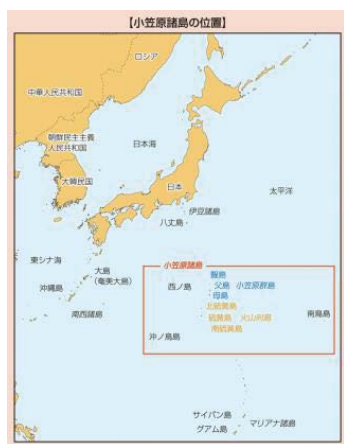 【小笠原諸島の位置】
ロシア
中華人民共和国
朝鮮民主主義
人民共和国
日本海
大韓民国
日本
太平洋
伊豆諸島
八丈島
東シナ海
大島
(奄美大島)
沖縄島
南西諸島
小笠原諸島
聟島
西ノ島
父島
小笠原群島
母島
北硫黄島
硫黄島
火山列島
南硫黄島
南鳥島
沖ノ鳥島
サイパン島
マリアナ諸島
グアム島